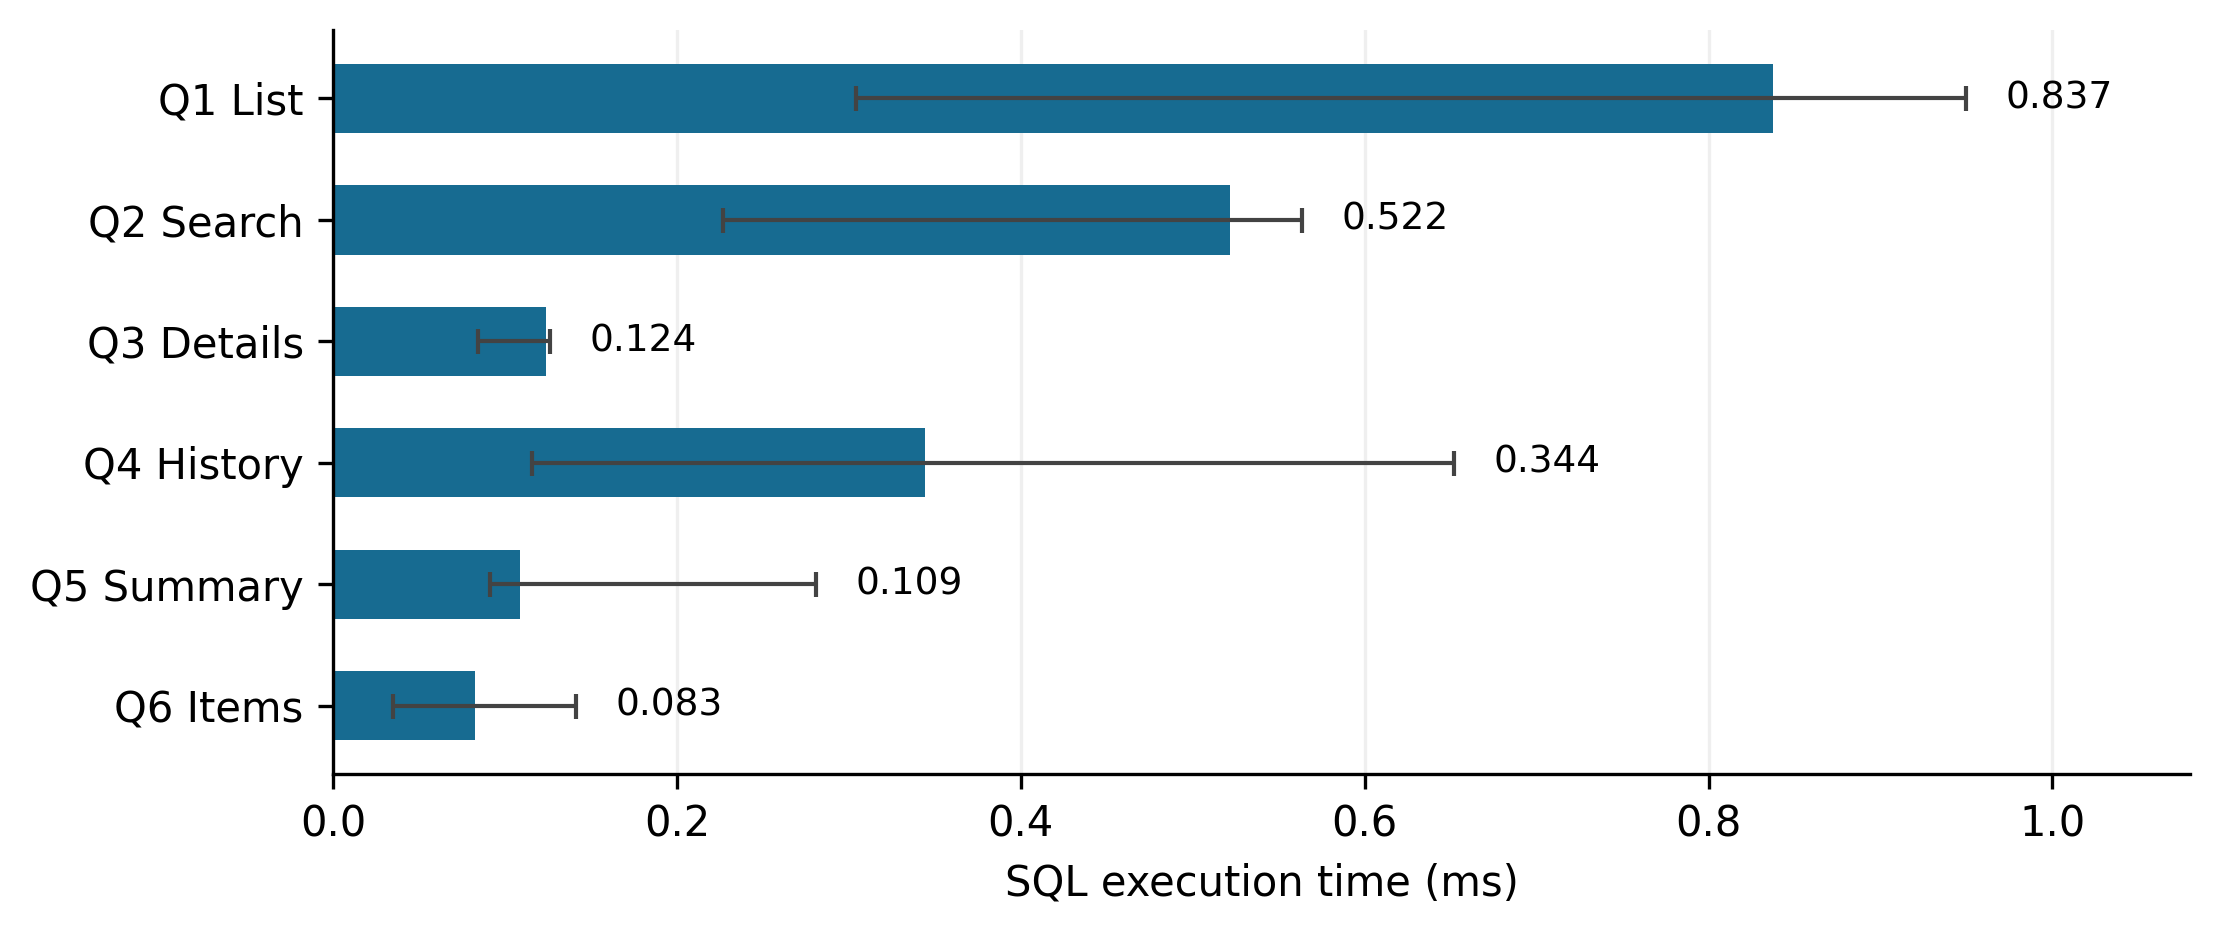 Q1 List 0.837
Q2 Search 0.522
Q3 Details 0.124
Q4 History 0.344
Q5 Summary 0.109
Q6 Items 0.083
0.0 0.2 0.4 0.6 0.8 1.0
SQL execution time (ms)